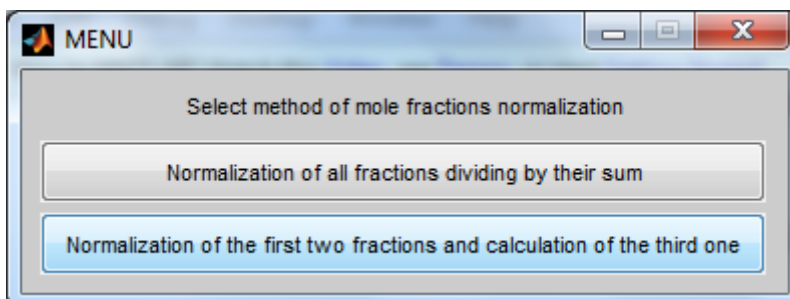 MENU
Select method of mole fractions normalization
Normalization of all fractions dividing by their sum
Normalization of the first two fractions and calculation of the third one